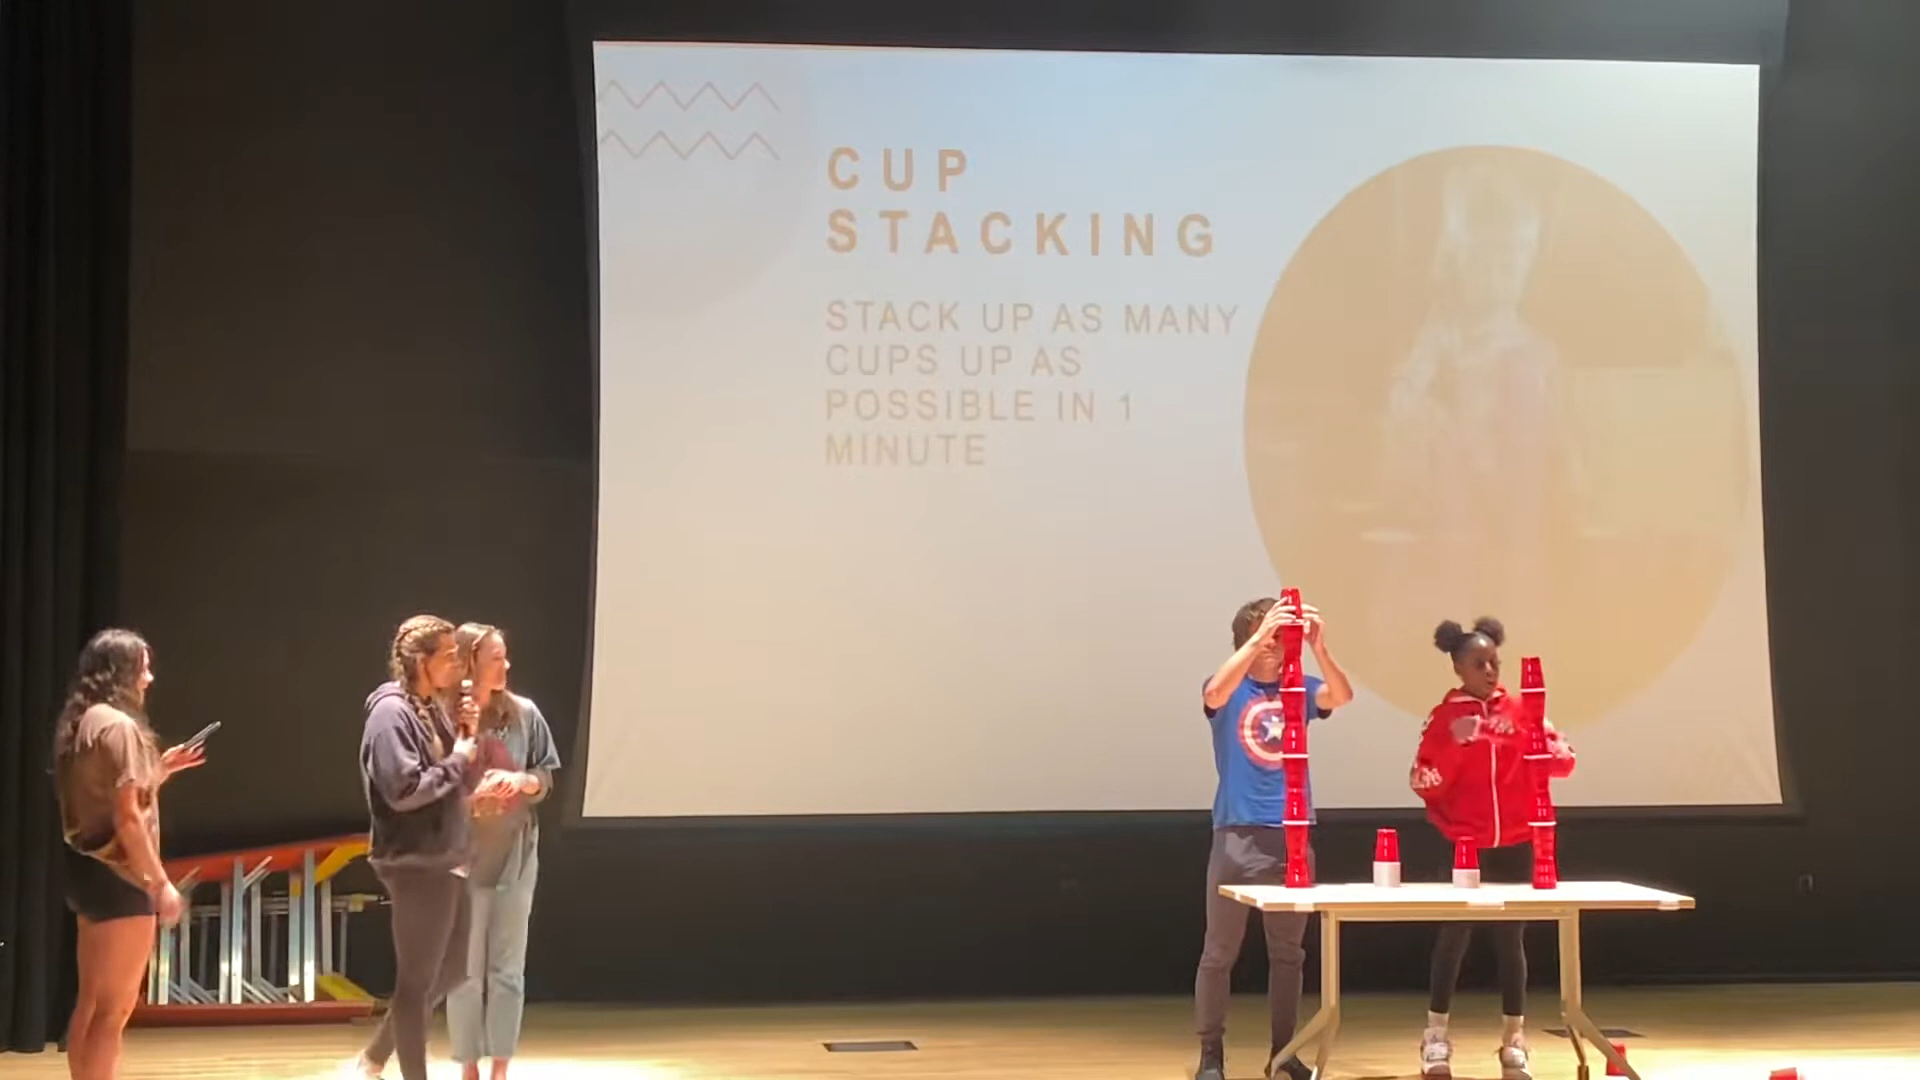 CUP
STACKING
STACK UP AS MANY
CUPS UP AS
POSSIBLE IN 1
MINUTE